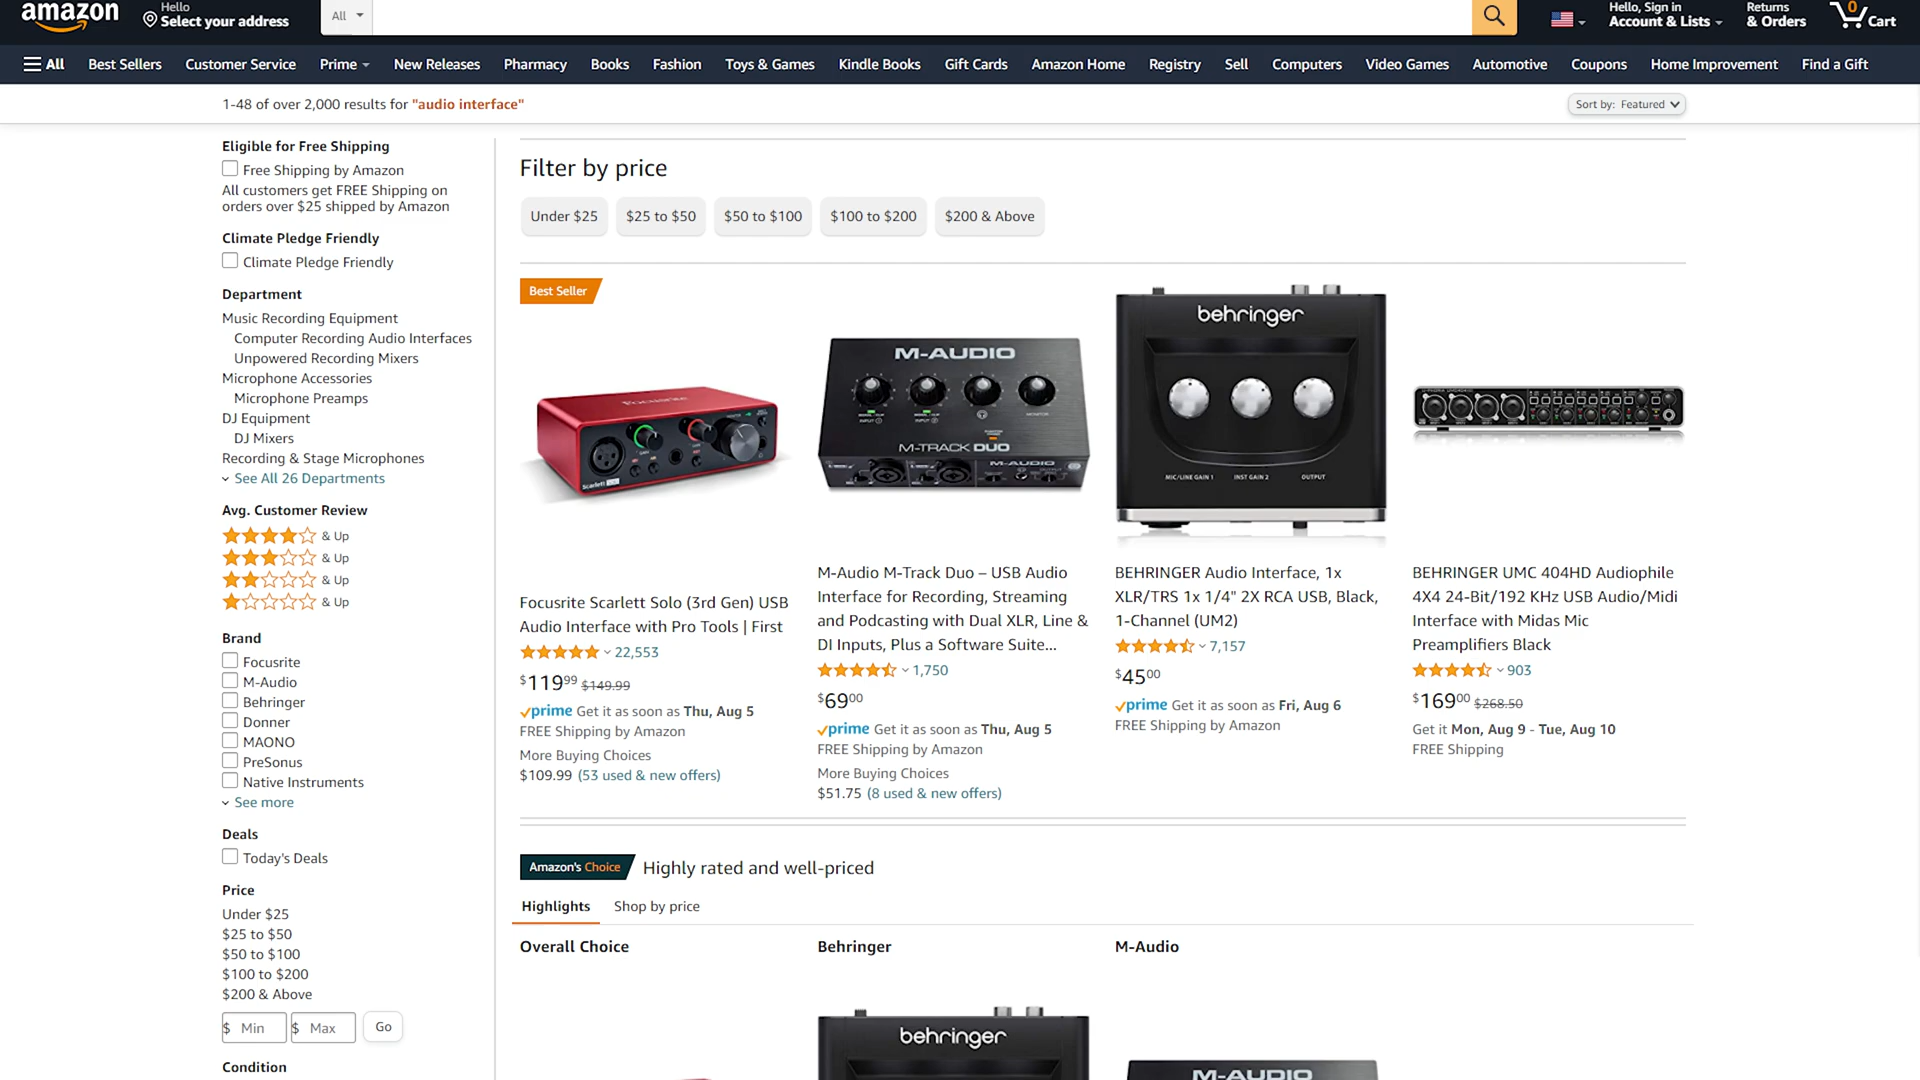 amazon
Hello
Select your address
All
Hello, Sign in
Account & Lists
Returns
& Orders
0
Cart
All
Best Sellers
Customer Service
Prime
New Releases
Pharmacy
Books
Fashion
Toys & Games
Kindle Books
Gift Cards
Amazon Home
Registry
Sell
Computers
Video Games
Automotive
Coupons
Home Improvement
Find a Gift
1-48 of over 2,000 results for "audio interface"
Sort by: Featured
Eligible for Free Shipping
Free Shipping by Amazon
All customers get FREE Shipping on
orders over $25 shipped by Amazon
Climate Pledge Friendly
Climate Pledge Friendly
Department
Music Recording Equipment
Computer Recording Audio Interfaces
Unpowered Recording Mixers
Microphone Accessories
Microphone Preamps
DJ Equipment
DJ Mixers
Recording & Stage Microphones
See All 26 Departments
Avg. Customer Review
& Up
& Up
& Up
& Up
Brand
Focusrite
M-Audio
Behringer
Donner
MAONO
PreSonus
Native Instruments
See more
Deals
Today's Deals
Price
Under $25
$25 to $50
$50 to $100
$100 to $200
$200 & Above
$ Min
$ Max
Go
Condition
Filter by price
Under $25
$25 to $50
$50 to $100
$100 to $200
$200 & Above
Best Seller
Focusrite
Scarlett
Focusrite Scarlett Solo (3rd Gen) USB
Audio Interface with Pro Tools | First
22,553
$119.99 $149.99
prime Get it as soon as Thu, Aug 5
FREE Shipping by Amazon
More Buying Choices
$109.99 (53 used & new offers)
M-AUDIO
M-TRACK DUO
M-AUDIO
M-Audio M-Track Duo – USB Audio
Interface for Recording, Streaming
and Podcasting with Dual XLR, Line &
DI Inputs, Plus a Software Suite...
1,750
$69.00
prime Get it as soon as Thu, Aug 5
FREE Shipping by Amazon
More Buying Choices
$51.75 (8 used & new offers)
behringer
MIC/LINE GAIN 1
INST GAIN 2
OUTPUT
BEHRINGER Audio Interface, 1x
XLR/TRS 1x 1/4" 2X RCA USB, Black,
1-Channel (UM2)
7,157
$45.00
prime Get it as soon as Fri, Aug 6
FREE Shipping by Amazon
BEHRINGER UMC 404HD Audiophile
4X4 24-Bit/192 KHz USB Audio/Midi
Interface with Midas Mic
Preamplifiers Black
903
$169.00 $268.50
Get it Mon, Aug 9 - Tue, Aug 10
FREE Shipping
Amazon's Choice
Highly rated and well-priced
Highlights
Shop by price
Overall Choice
Behringer
M-Audio
behringer
M-AUDIO